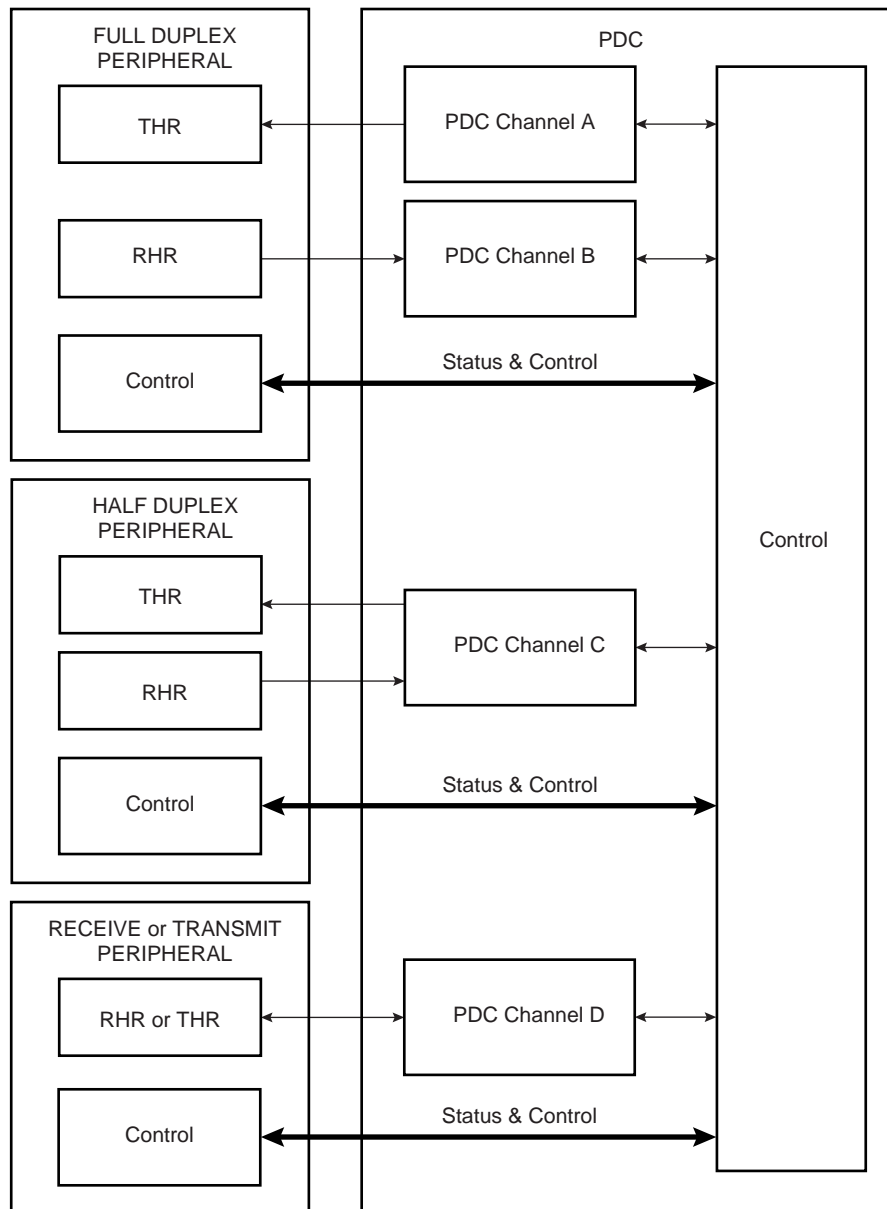 FULL DUPLEX
PERIPHERAL
THR
RHR
Control
PDC
PDC Channel A
PDC Channel B
Status & Control
HALF DUPLEX
PERIPHERAL
THR
RHR
Control
PDC Channel C
Control
Status & Control
RECEIVE or TRANSMIT
PERIPHERAL
RHR or THR
Control
PDC Channel D
Status & Control